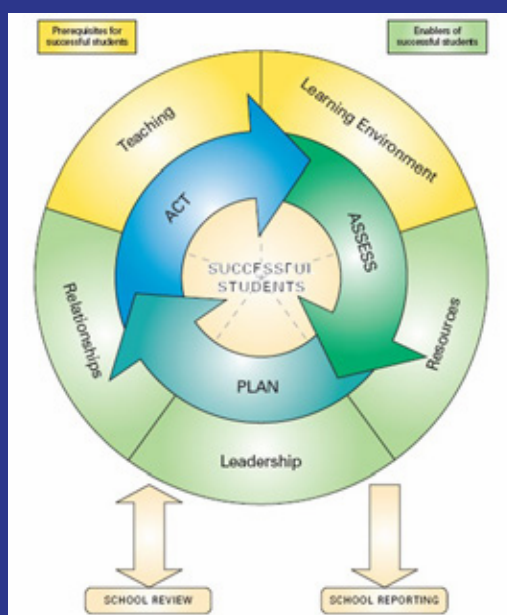 Prerequisites for
successful students
Enablers of
successful students
Teaching
Learning Environment
ACT
ASSESS
SUCCESSFUL
STUDENTS
Relationships
Resources
PLAN
Leadership
SCHOOL REVIEW
SCHOOL REPORTING